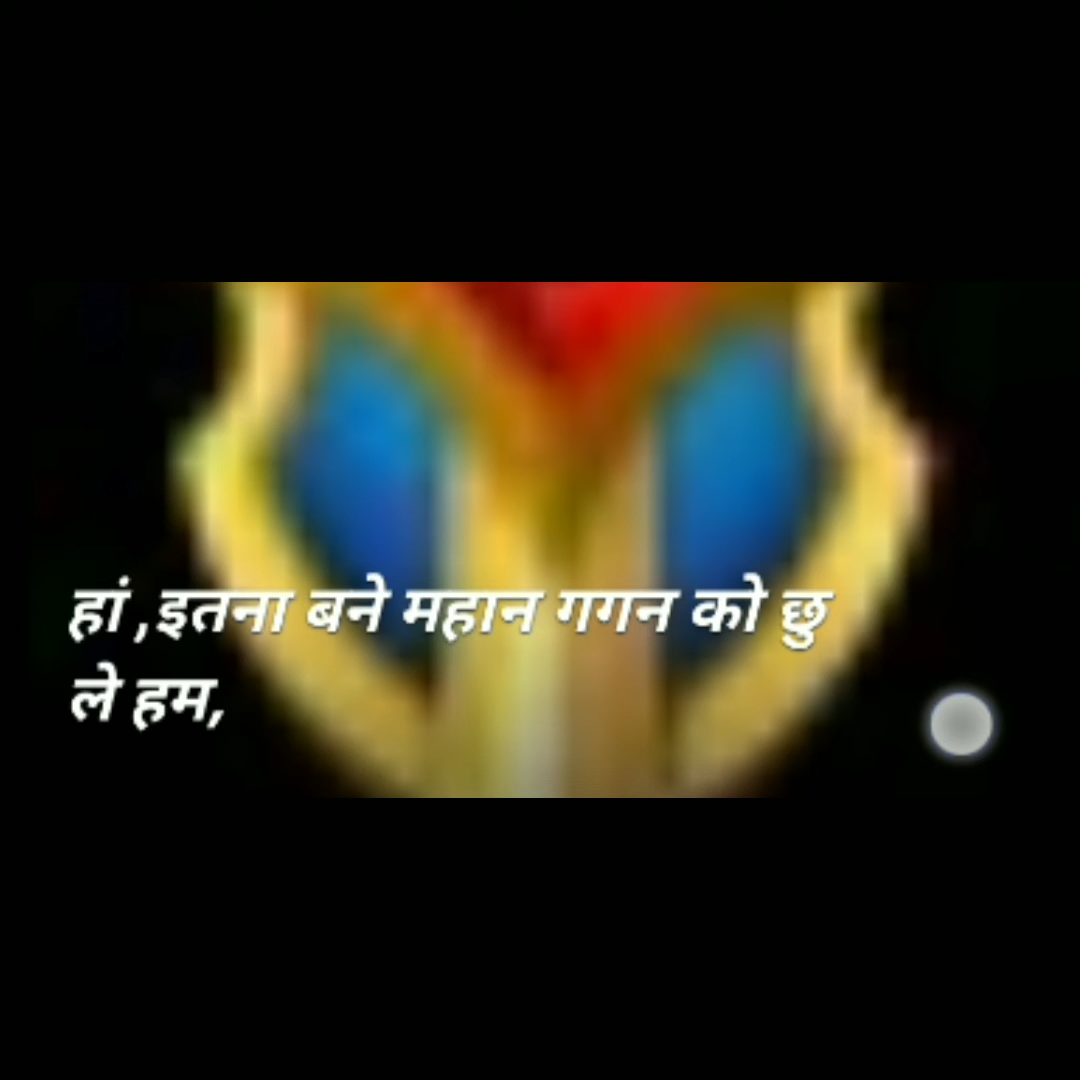 हां ,इतना बने महान गगन को छु
ले हम,